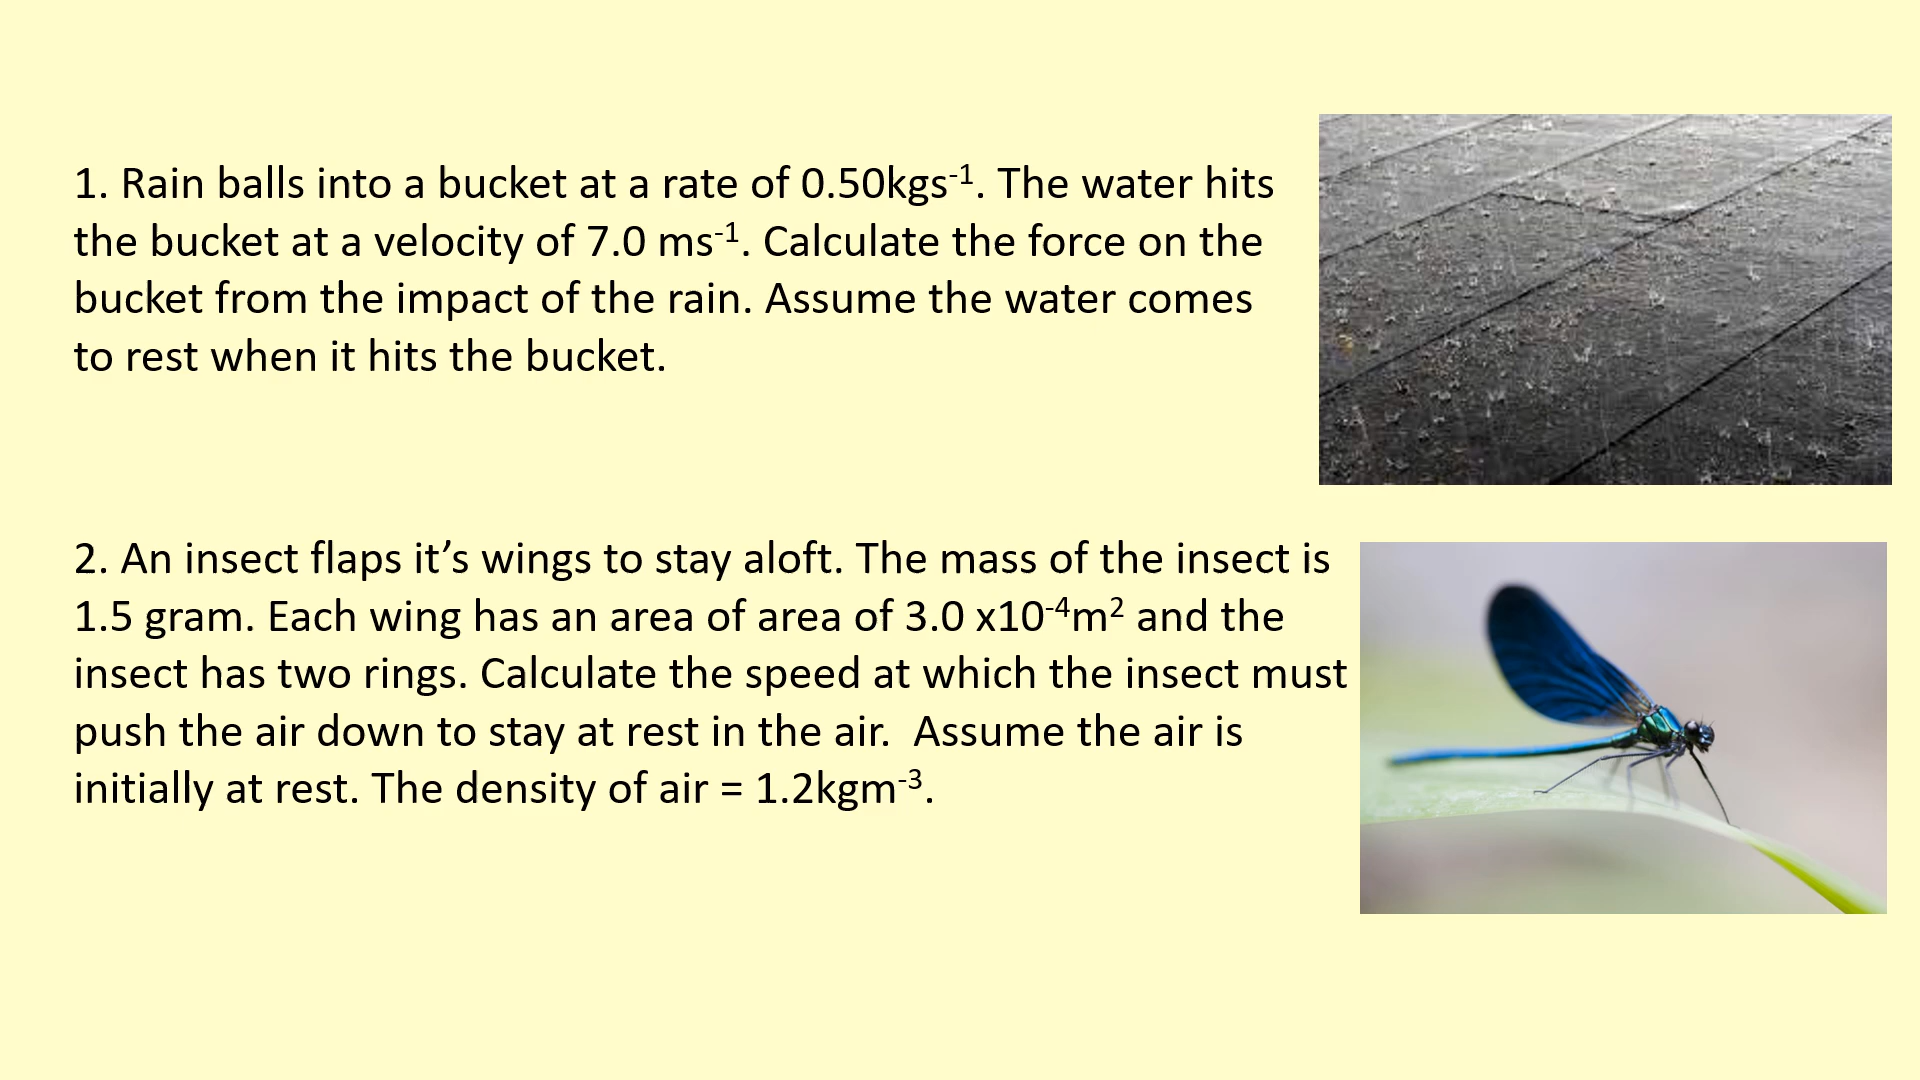 1. Rain balls into a bucket at a rate of 0.50kgs⁻¹. The water hits
the bucket at a velocity of 7.0 ms⁻¹. Calculate the force on the
bucket from the impact of the rain. Assume the water comes
to rest when it hits the bucket.
2. An insect flaps it’s wings to stay aloft. The mass of the insect is
1.5 gram. Each wing has an area of area of 3.0 x10⁻⁴m² and the
insect has two rings. Calculate the speed at which the insect must
push the air down to stay at rest in the air.  Assume the air is
initially at rest. The density of air = 1.2kgm⁻³.